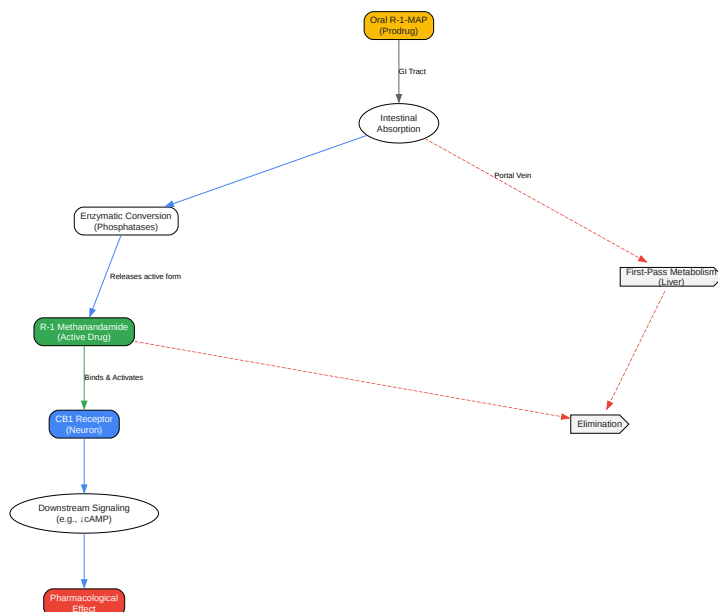 Oral R-1-MAP
(Prodrug)
GI Tract
Intestinal
Absorption
Portal Vein
Enzymatic Conversion
(Phosphatases)
First-Pass Metabolism
(Liver)
Releases active form
R-1 Methanandamide
(Active Drug)
Binds & Activates
CB1 Receptor
(Neuron)
Elimination
Downstream Signaling
(e.g., ↓cAMP)
Pharmacological
Effect